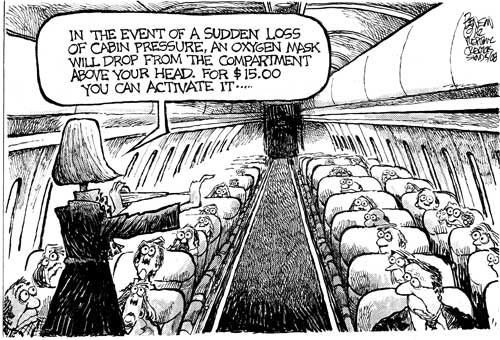 IN THE EVENT OF A SUDDEN LOSS
OF CABIN PRESSURE, AN OXYGEN MASK
WILL DROP FROM THE COMPARTMENT
ABOVE YOUR HEAD. FOR $15.00
YOU CAN ACTIVATE IT.....